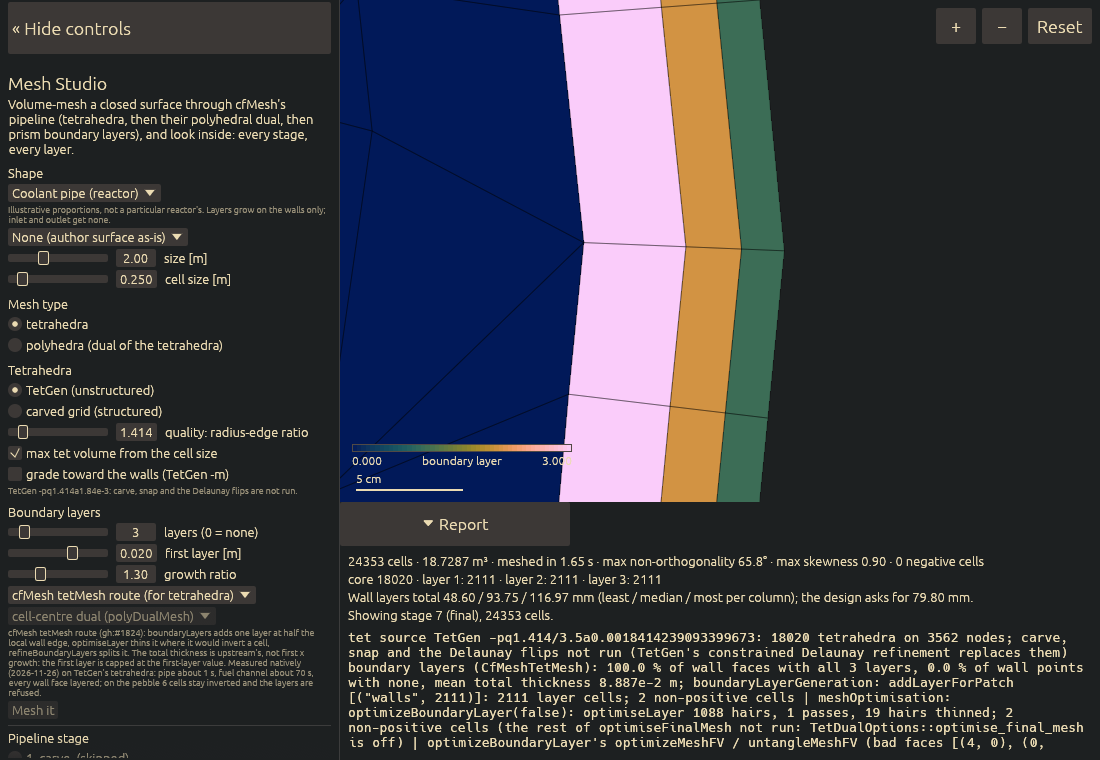 « Hide controls
Mesh Studio
Volume-mesh a closed surface through cfMesh's
pipeline (tetrahedra, then their polyhedral dual, then
prism boundary layers), and look inside: every stage,
every layer.
Shape
Coolant pipe (reactor)
Illustrative proportions, not a particular reactor's. Layers grow on the walls only;
inlet and outlet get none.
None (author surface as-is)
2.00 size [m]
0.250 cell size [m]
Mesh type
tetrahedra
polyhedra (dual of the tetrahedra)
Tetrahedra
TetGen (unstructured)
carved grid (structured)
1.414 quality: radius-edge ratio
max tet volume from the cell size
grade toward the walls (TetGen -m)
TetGen -pq1.414a1.84e-3: carve, snap and the Delaunay flips are not run.
Boundary layers
3 layers (0 = none)
0.020 first layer [m]
1.30 growth ratio
cfMesh tetMesh route (for tetrahedra)
cell-centre dual (polyDualMesh)
cfMesh tetMesh route (gh:#1824): boundaryLayers adds one layer at half the
local wall edge, optimiseLayer thins it where it would invert a cell,
refineBoundaryLayers splits it. The total thickness is upstream's, not first x
growth: the first layer is capped at the first-layer value. Measured natively
(2026-11-26) on TetGen's tetrahedra: pipe about 1 s, fuel channel about 70 s,
every wall face layered; on the pebble 6 cells stay inverted and the layers are
refused.
Mesh it
Pipeline stage
1. carve (skipped)
+ − Reset
0.000 boundary layer 3.000
5 cm
Report
24353 cells · 18.7287 m³ · meshed in 1.65 s · max non-orthogonality 65.8° · max skewness 0.90 · 0 negative cells
core 18020 · layer 1: 2111 · layer 2: 2111 · layer 3: 2111
Wall layers total 48.60 / 93.75 / 116.97 mm (least / median / most per column); the design asks for 79.80 mm.
Showing stage 7 (final), 24353 cells.
tet source TetGen -pq1.414/3.5a0.0018414239093399673: 18020 tetrahedra on 3562 nodes; carve,
snap and the Delaunay flips not run (TetGen's constrained Delaunay refinement replaces them)
boundary layers (CfMeshTetMesh): 100.0 % of wall faces with all 3 layers, 0.0 % of wall points
with none, mean total thickness 8.887e-2 m; boundaryLayerGeneration: addLayerForPatch
[("walls", 2111)]: 2111 layer cells; 2 non-positive cells | meshOptimisation:
optimizeBoundaryLayer(false): optimiseLayer 1088 hairs, 1 passes, 19 hairs thinned; 2
non-positive cells (the rest of optimiseFinalMesh not run: TetDualOptions::optimise_final_mesh
is off) | optimizeBoundaryLayer's optimizeMeshFV / untangleMeshFV (bad faces [(4, 0), (0,